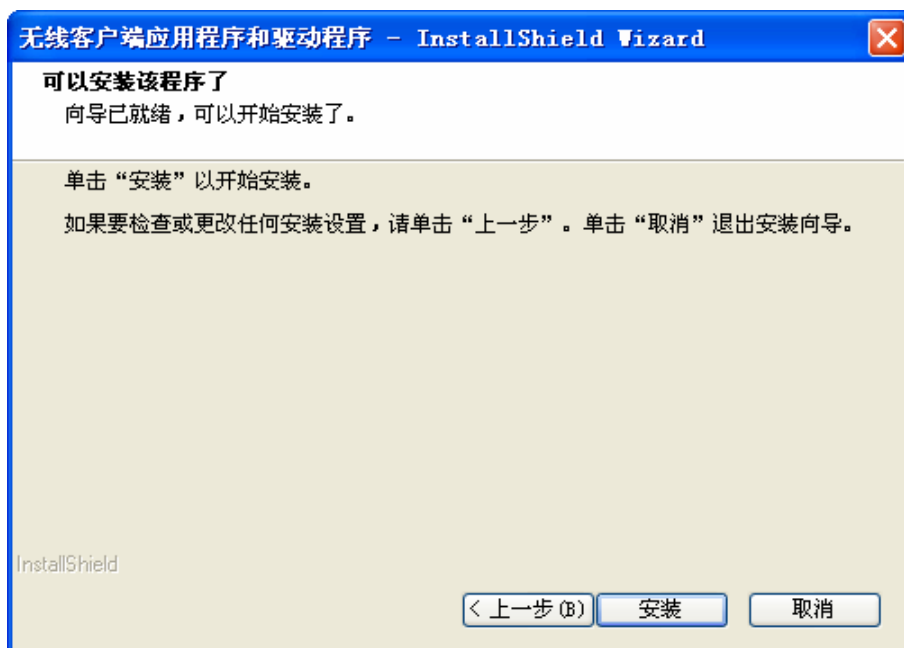 无线客户端应用程序和驱动程序 - InstallShield Wizard
可以安装该程序了
向导已就绪，可以开始安装了。
单击“安装”以开始安装。
如果要检查或更改任何安装设置，请单击“上一步”。单击“取消”退出安装向导。
InstallShield
< 上一步(B) 安装 取消